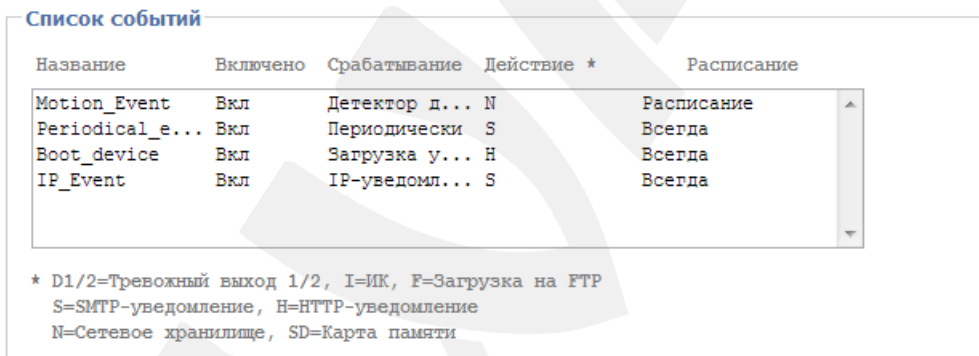 Список событий
Название Включено Срабатывание Действие * Расписание
Motion_Event Вкл Детектор д... N Расписание
Periodical_e... Вкл Периодически S Всегда
Boot_device Вкл Загрузка у... H Всегда
IP_Event Вкл IP-уведомл... S Всегда
* D1/2=Тревожный выход 1/2, I=ИК, F=Загрузка на FTP
S=SMTP-уведомление, H=HTTP-уведомление
N=Сетевое хранилище, SD=Карта памяти